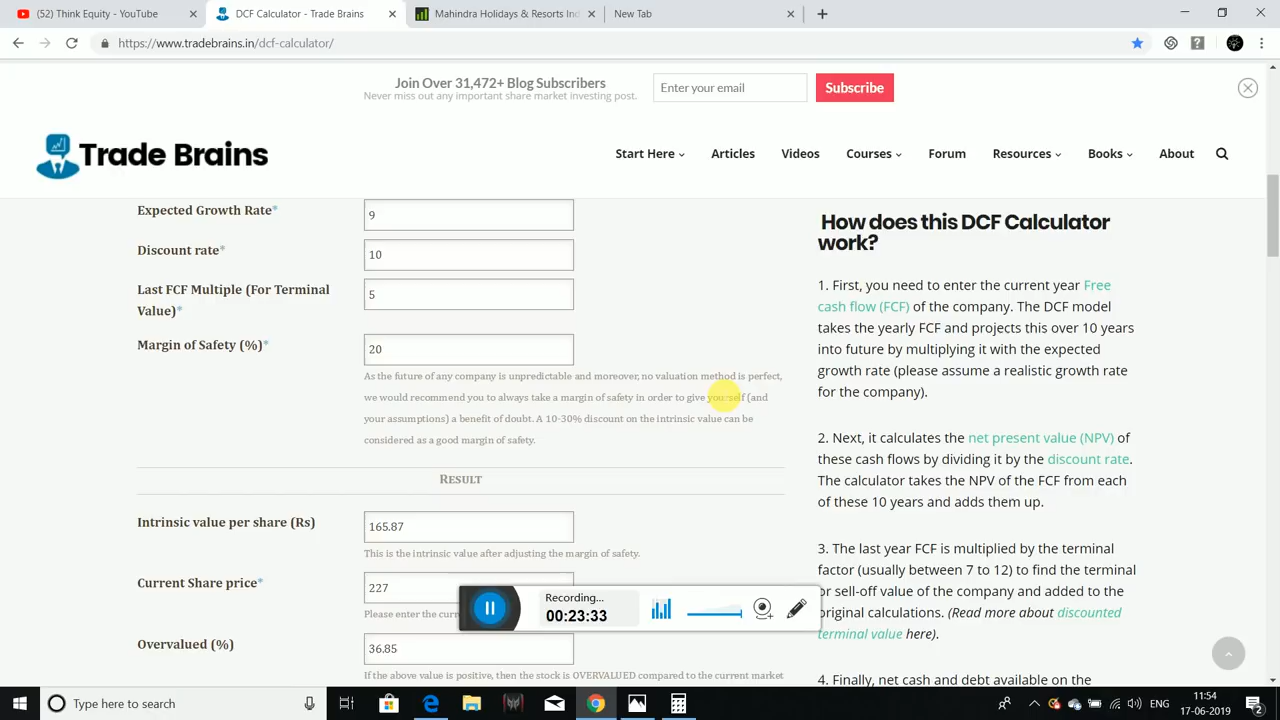 (52) Think Equity - YouTube
DCF Calculator - Trade Brains
Mahindra Holidays & Resorts Ind
New Tab
https://www.tradebrains.in/dcf-calculator/
Join Over 31,472+ Blog Subscribers
Never miss out any important share market investing post.
Enter your email
Subscribe
Trade Brains
Start Here
Articles
Videos
Courses
Forum
Resources
Books
About
Expected Growth Rate*
9
Discount rate*
10
Last FCF Multiple (For Terminal
Value)*
5
Margin of Safety (%)*
20
As the future of any company is unpredictable and moreover, no valuation method is perfect,
we would recommend you to always take a margin of safety in order to give yourself (and
your assumptions) a benefit of doubt. A 10-30% discount on the intrinsic value can be
considered as a good margin of safety.
Result
Intrinsic value per share (Rs)
165.87
This is the intrinsic value after adjusting the margin of safety.
Current Share price*
227
Please enter the curr
Overvalued (%)
36.85
If the above value is positive, then the stock is OVERVALUED compared to the current market
How does this DCF Calculator
work?
1. First, you need to enter the current year Free
cash flow (FCF) of the company. The DCF model
takes the yearly FCF and projects this over 10 years
into future by multiplying it with the expected
growth rate (please assume a realistic growth rate
for the company).
2. Next, it calculates the net present value (NPV) of
these cash flows by dividing it by the discount rate.
The calculator takes the NPV of the FCF from each
of these 10 years and adds them up.
3. The last year FCF is multiplied by the terminal
factor (usually between 7 to 12) to find the terminal
or sell-off value of the company and added to the
original calculations. (Read more about discounted
terminal value here).
4. Finally, net cash and debt available on the
Recording...
00:23:33
Type here to search
ENG
11:54
17-06-2019
2